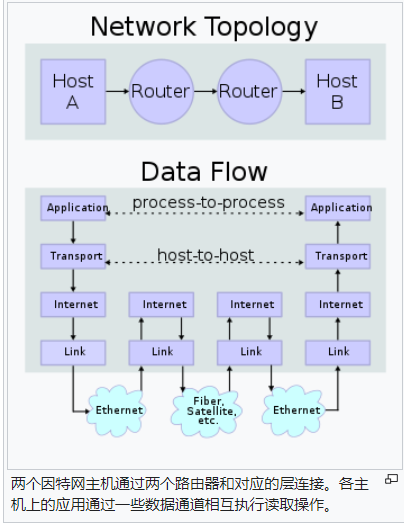 Network Topology
Host A
Router
Router
Host B
Data Flow
Application
process-to-process
Application
Transport
host-to-host
Transport
Internet
Internet
Internet
Internet
Link
Link
Link
Link
Ethernet
Fiber,
Satellite,
etc.
Ethernet
两个因特网主机通过两个路由器和对应的层连接。各主
机上的应用通过一些数据通道相互执行读取操作。